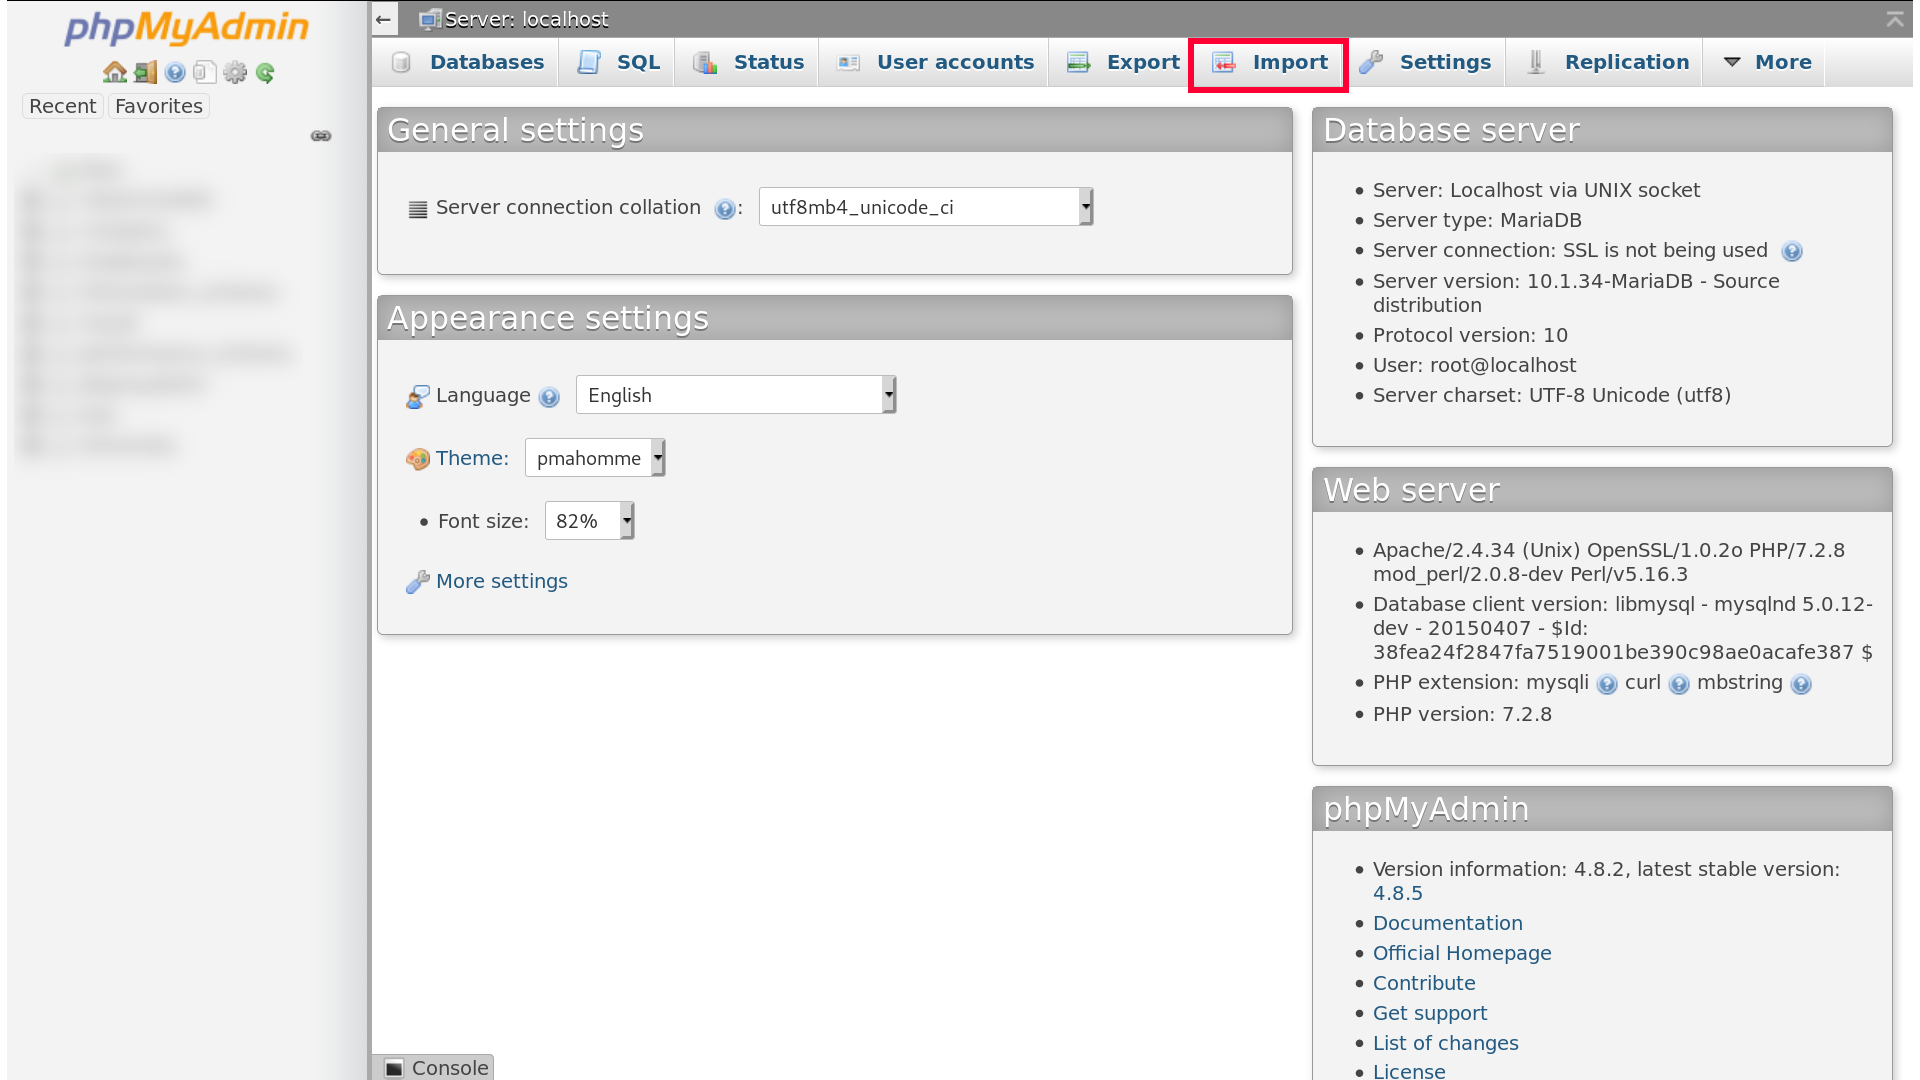 phpMyAdmin
Recent Favorites
Server: localhost
Databases SQL Status User accounts Export Import Settings Replication More
General settings
Server connection collation : utf8mb4_unicode_ci
Appearance settings
Language English
Theme: pmahomme
Font size: 82%
More settings
Console
Database server
Server: Localhost via UNIX socket
Server type: MariaDB
Server connection: SSL is not being used
Server version: 10.1.34-MariaDB - Source
distribution
Protocol version: 10
User: root@localhost
Server charset: UTF-8 Unicode (utf8)
Web server
Apache/2.4.34 (Unix) OpenSSL/1.0.2o PHP/7.2.8
mod_perl/2.0.8-dev Perl/v5.16.3
Database client version: libmysql - mysqlnd 5.0.12-
dev - 20150407 - $Id:
38fea24f2847fa7519001be390c98ae0acafe387 $
PHP extension: mysqli curl mbstring
PHP version: 7.2.8
phpMyAdmin
Version information: 4.8.2, latest stable version:
4.8.5
Documentation
Official Homepage
Contribute
Get support
List of changes
License